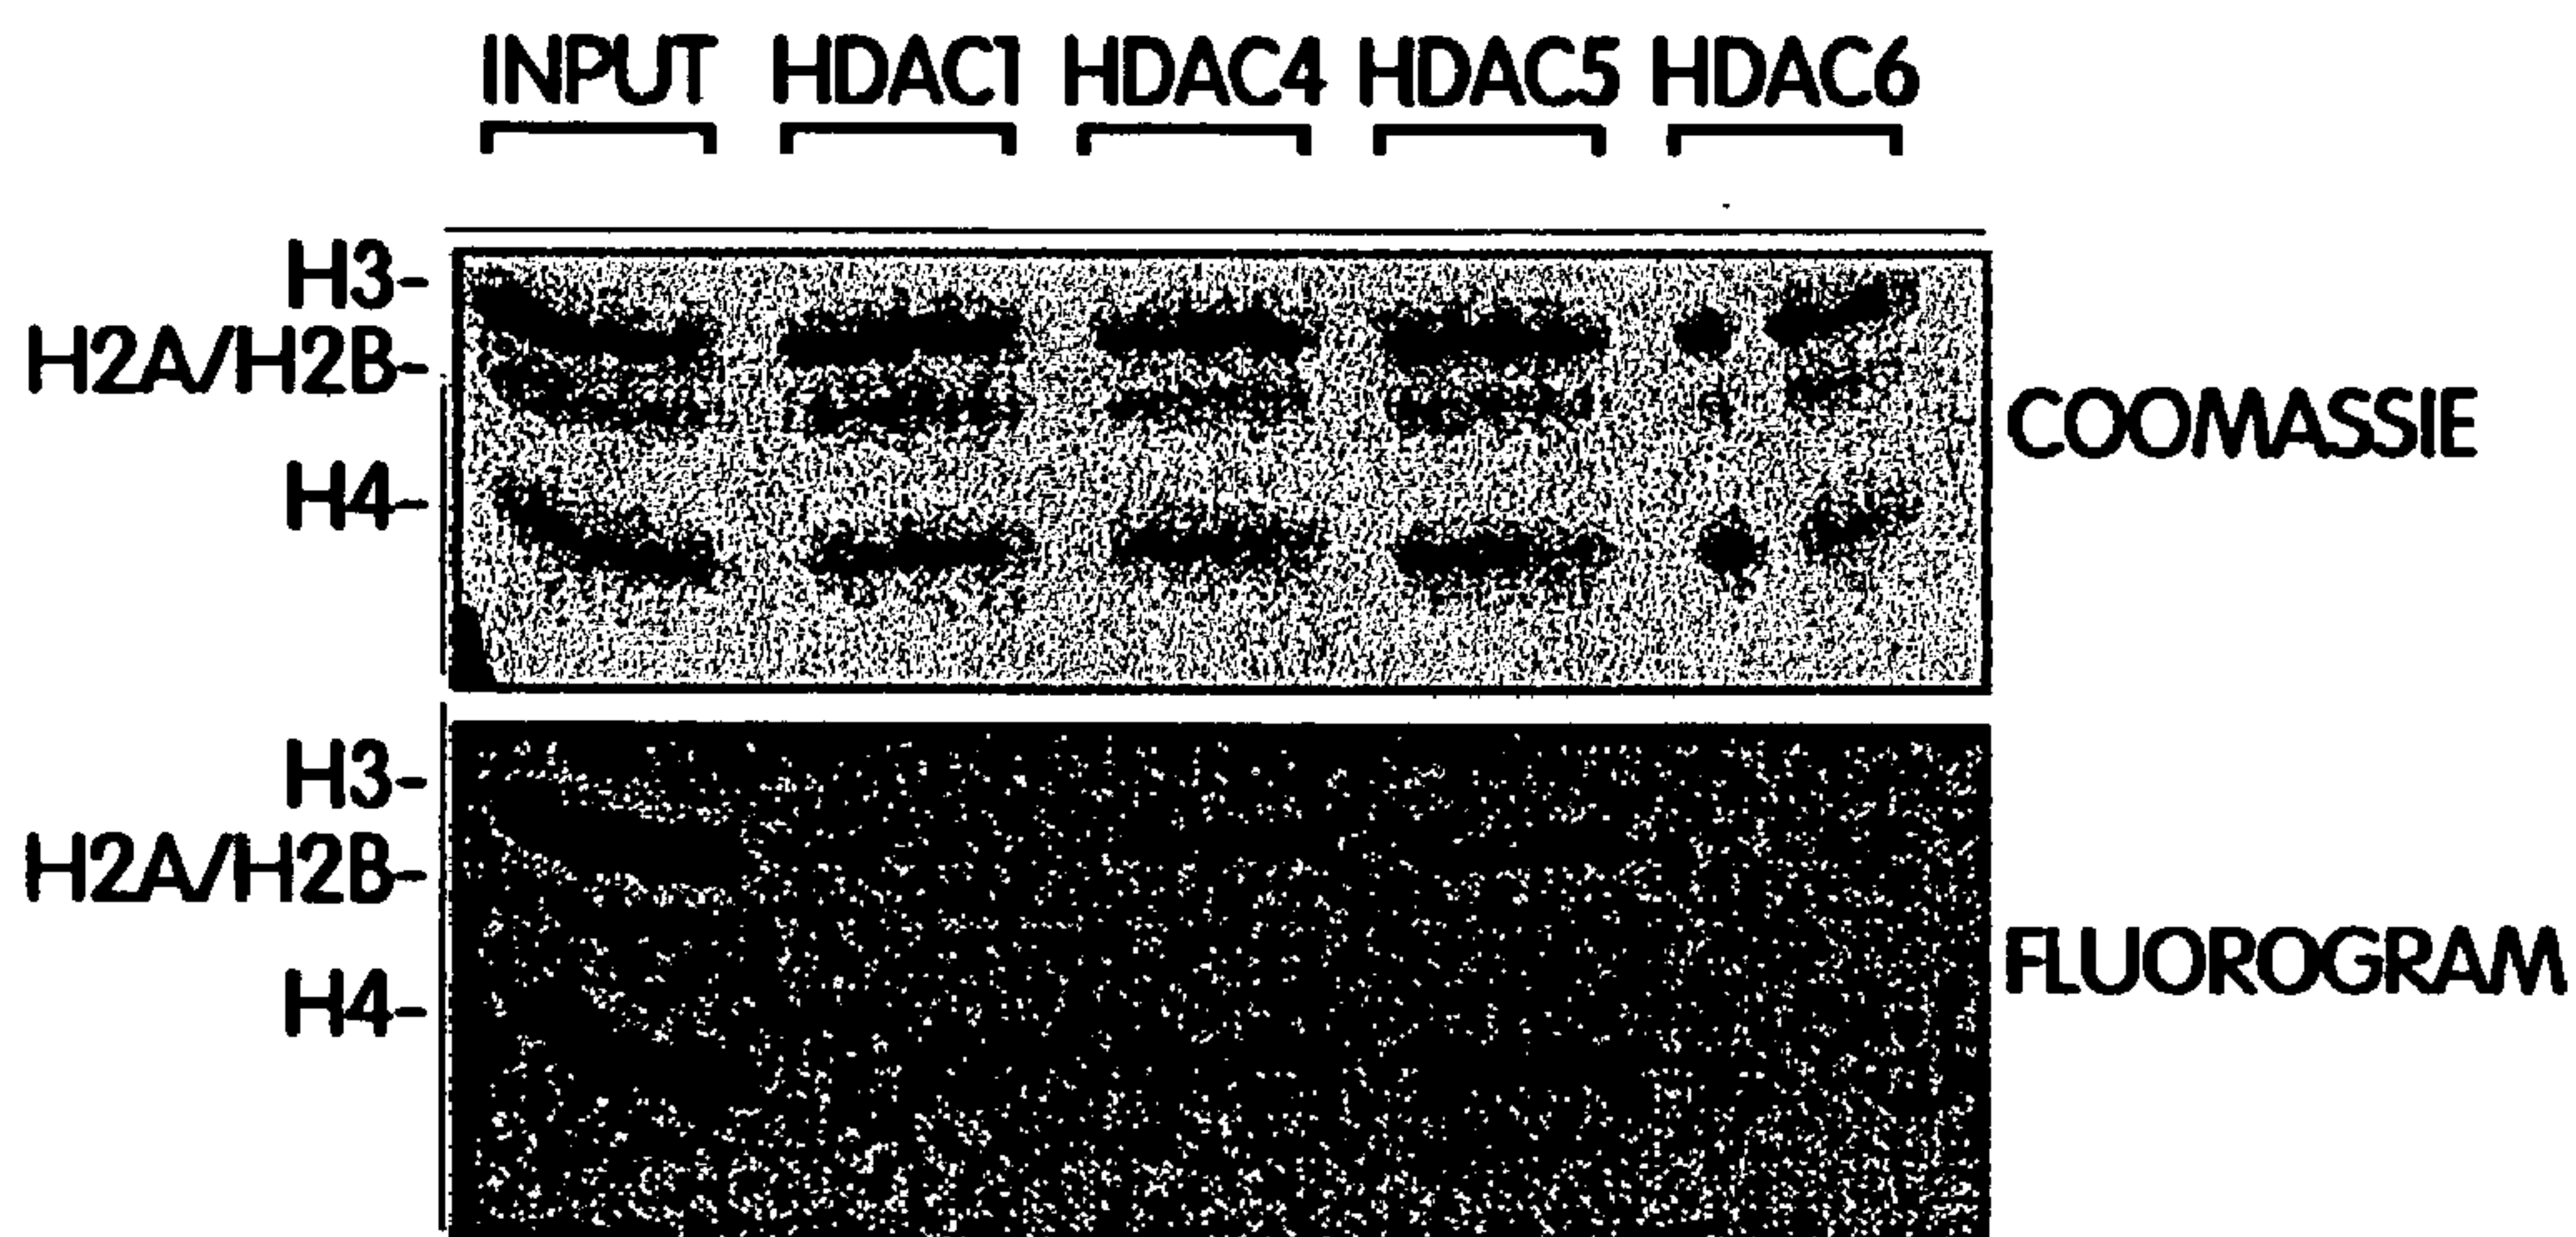 INPUT HDAC1 HDAC4 HDAC5 HDAC6
H3-
H2A/H2B-
H4-
COOMASSIE
H3-
H2A/H2B-
H4-
FLUOROGRAM